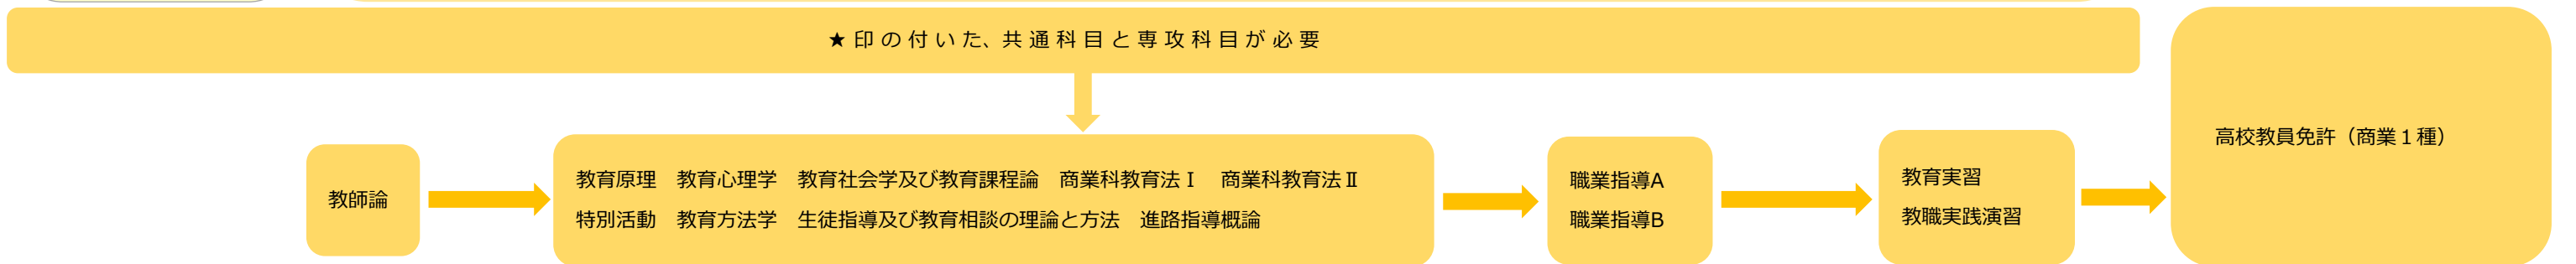 ★印の付いた、共通科目と専攻科目が必要
教師論
教育原理　教育心理学　教育社会学及び教育課程論　商業科教育法Ⅰ　商業科教育法Ⅱ
特別活動　教育方法学　生徒指導及び教育相談の理論と方法　進路指導概論
職業指導A
職業指導B
教育実習
教職実践演習
高校教員免許（商業１種）